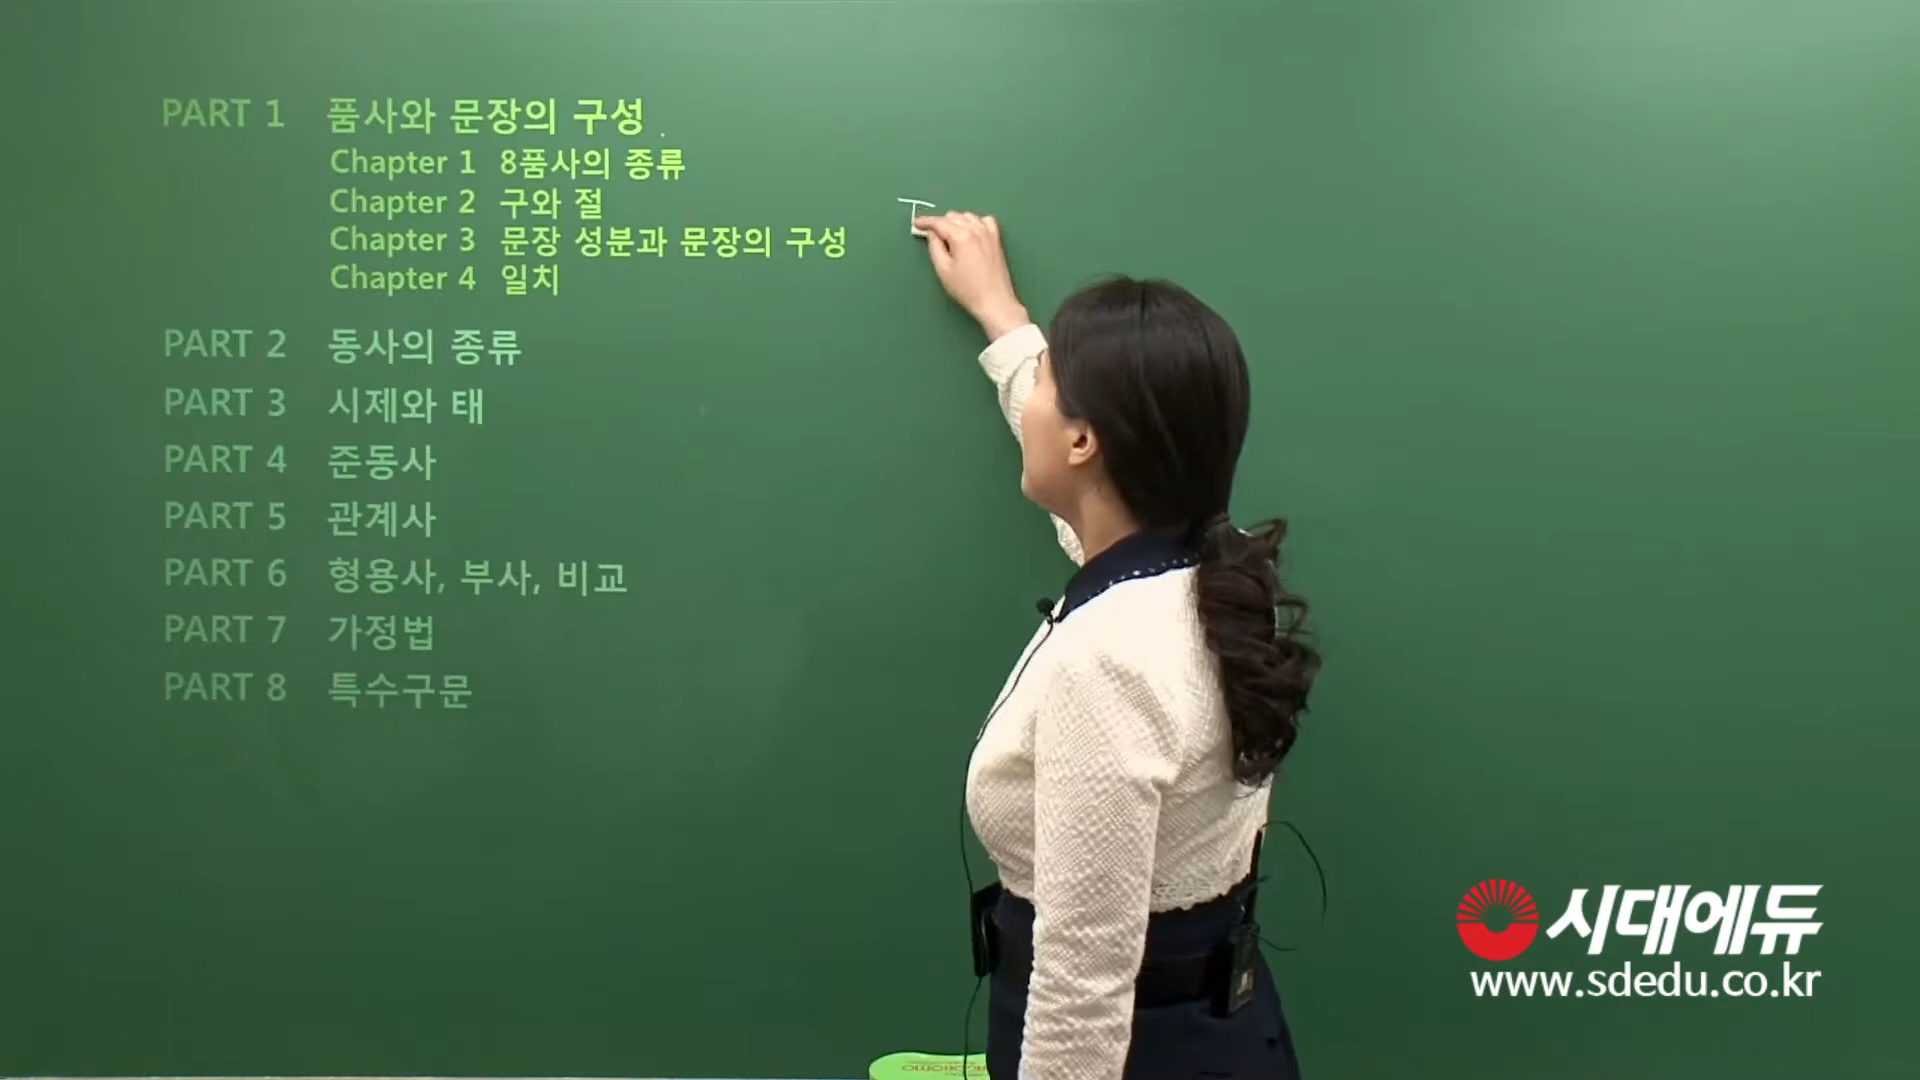 PART 1 품사와 문장의 구성
Chapter 1 8품사의 종류
Chapter 2 구와 절
Chapter 3 문장 성분과 문장의 구성
Chapter 4 일치
PART 2 동사의 종류
PART 3 시제와 태
PART 4 준동사
PART 5 관계사
PART 6 형용사, 부사, 비교
PART 7 가정법
PART 8 특수구문
시대에듀
www.sdedu.co.kr